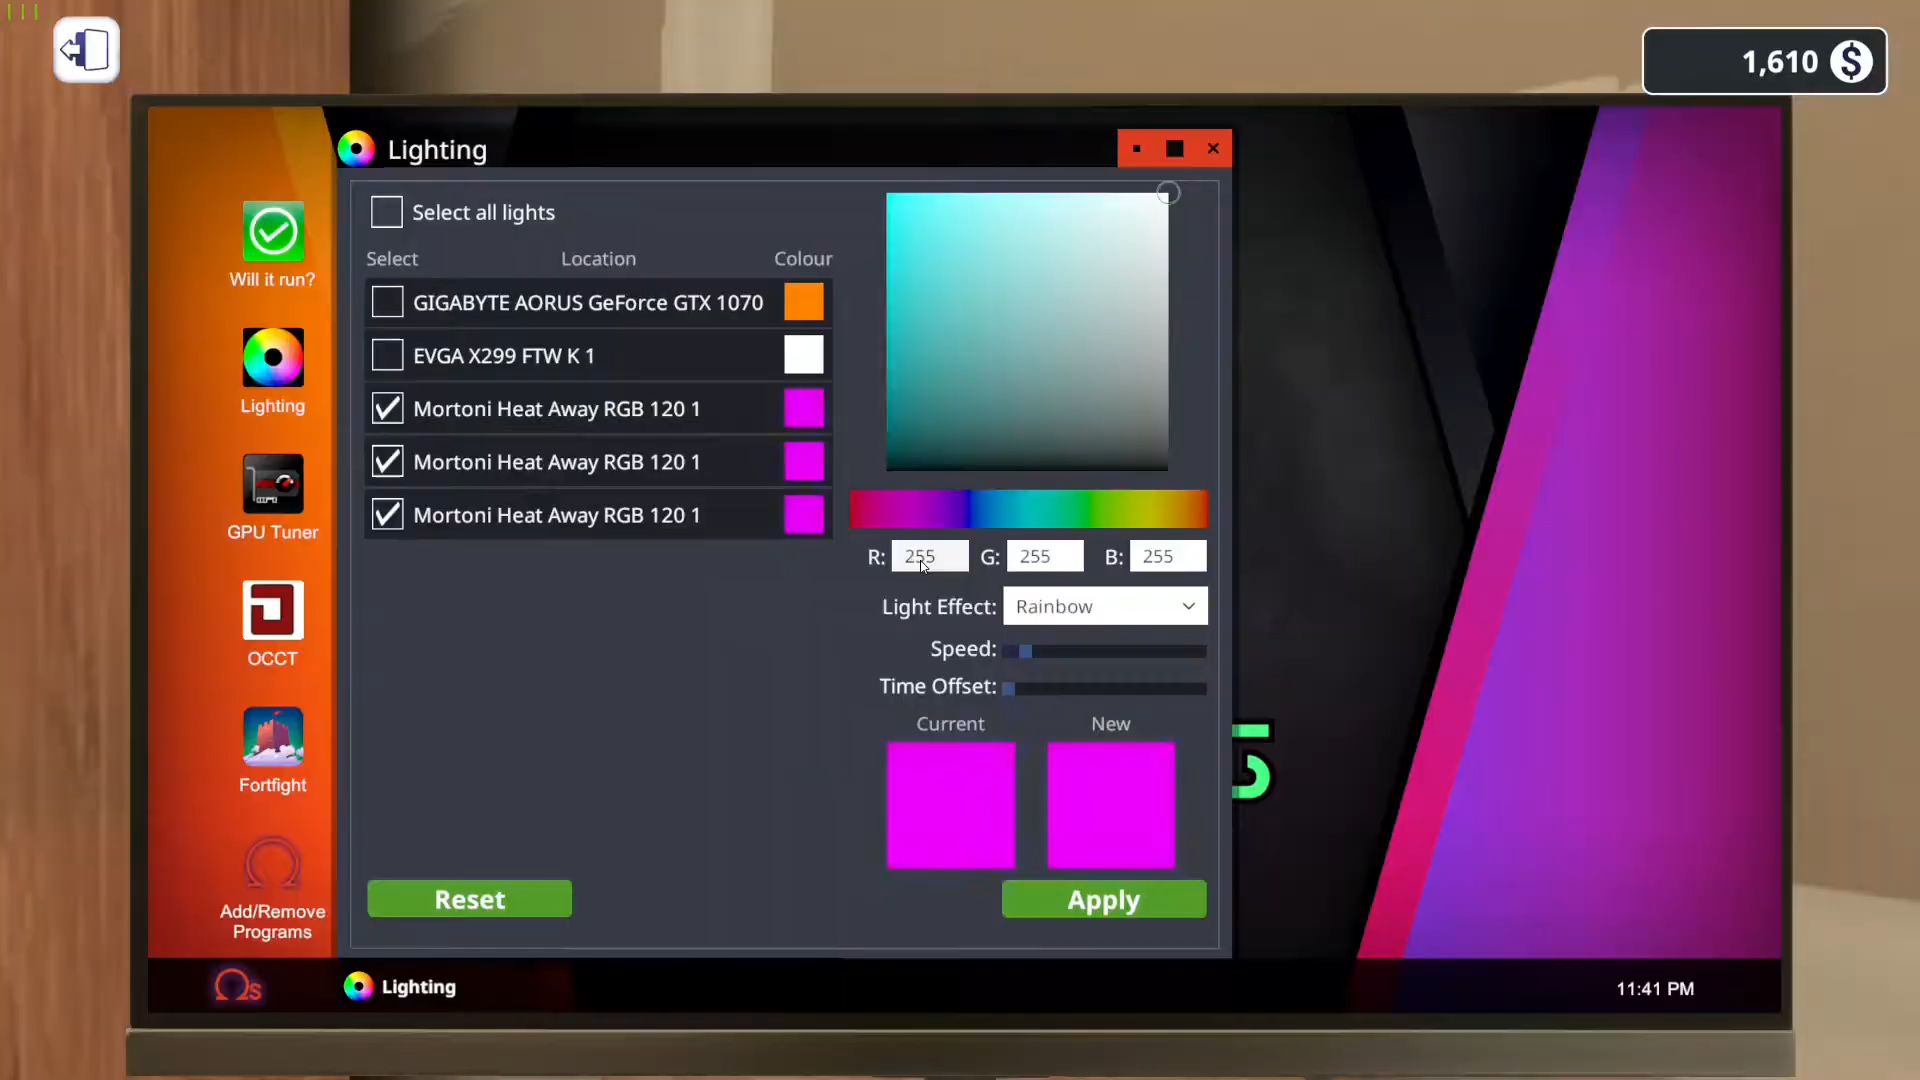 1,610 $
Lighting
Select all lights
Select Location Colour
GIGABYTE AORUS GeForce GTX 1070
EVGA X299 FTW K 1
Mortoni Heat Away RGB 120 1
Mortoni Heat Away RGB 120 1
Mortoni Heat Away RGB 120 1
R: 255 G: 255 B: 255
Light Effect: Rainbow
Speed:
Time Offset:
Current New
Reset Apply
Will it run?
Lighting
GPU Tuner
OCCT
Fortfight
Add/Remove
Programs
Ωs Lighting 11:41 PM